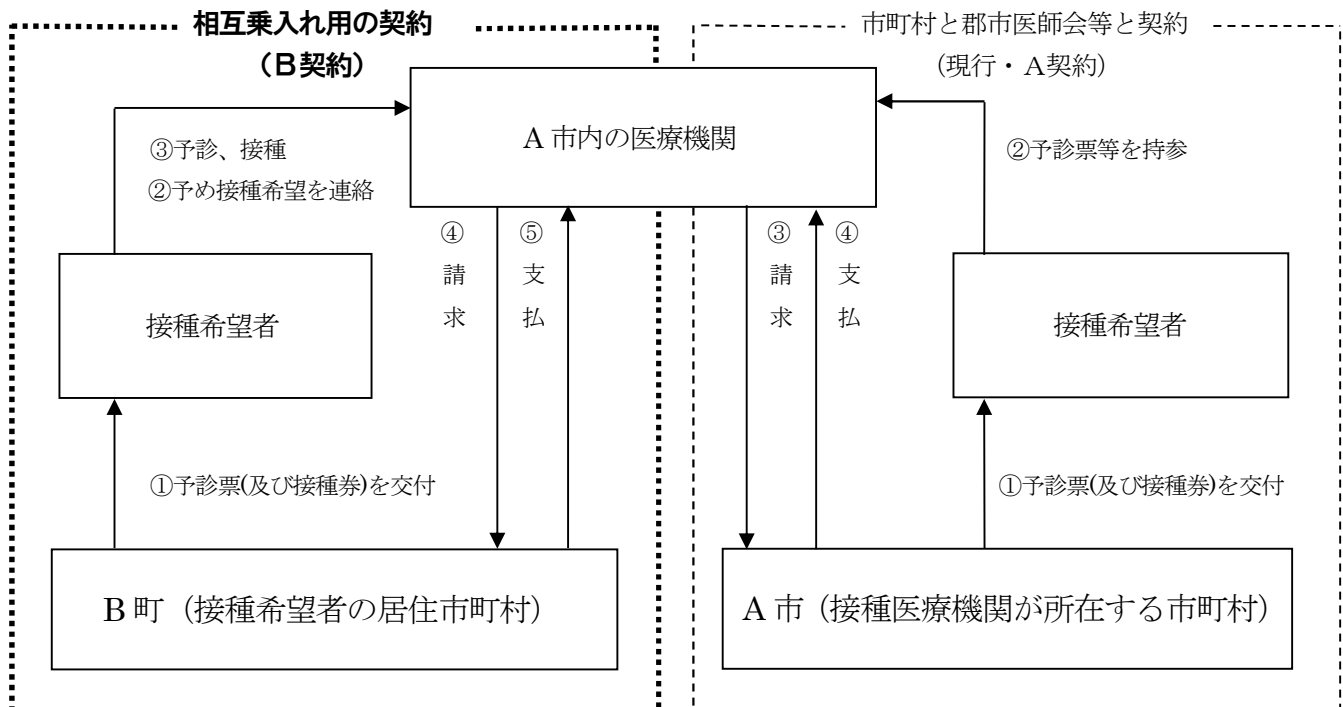 相互乗入れ用の契約
（Ｂ契約）
市町村と郡市医師会等と契約
（現行・Ａ契約）
A 市内の医療機関
③予診、接種
②予め接種希望を連絡
②予診票等を持参
④請求
⑤支払
③請求
④支払
接種希望者
接種希望者
①予診票(及び接種券)を交付
①予診票(及び接種券)を交付
B 町（接種希望者の居住市町村）
A 市（接種医療機関が所在する市町村）